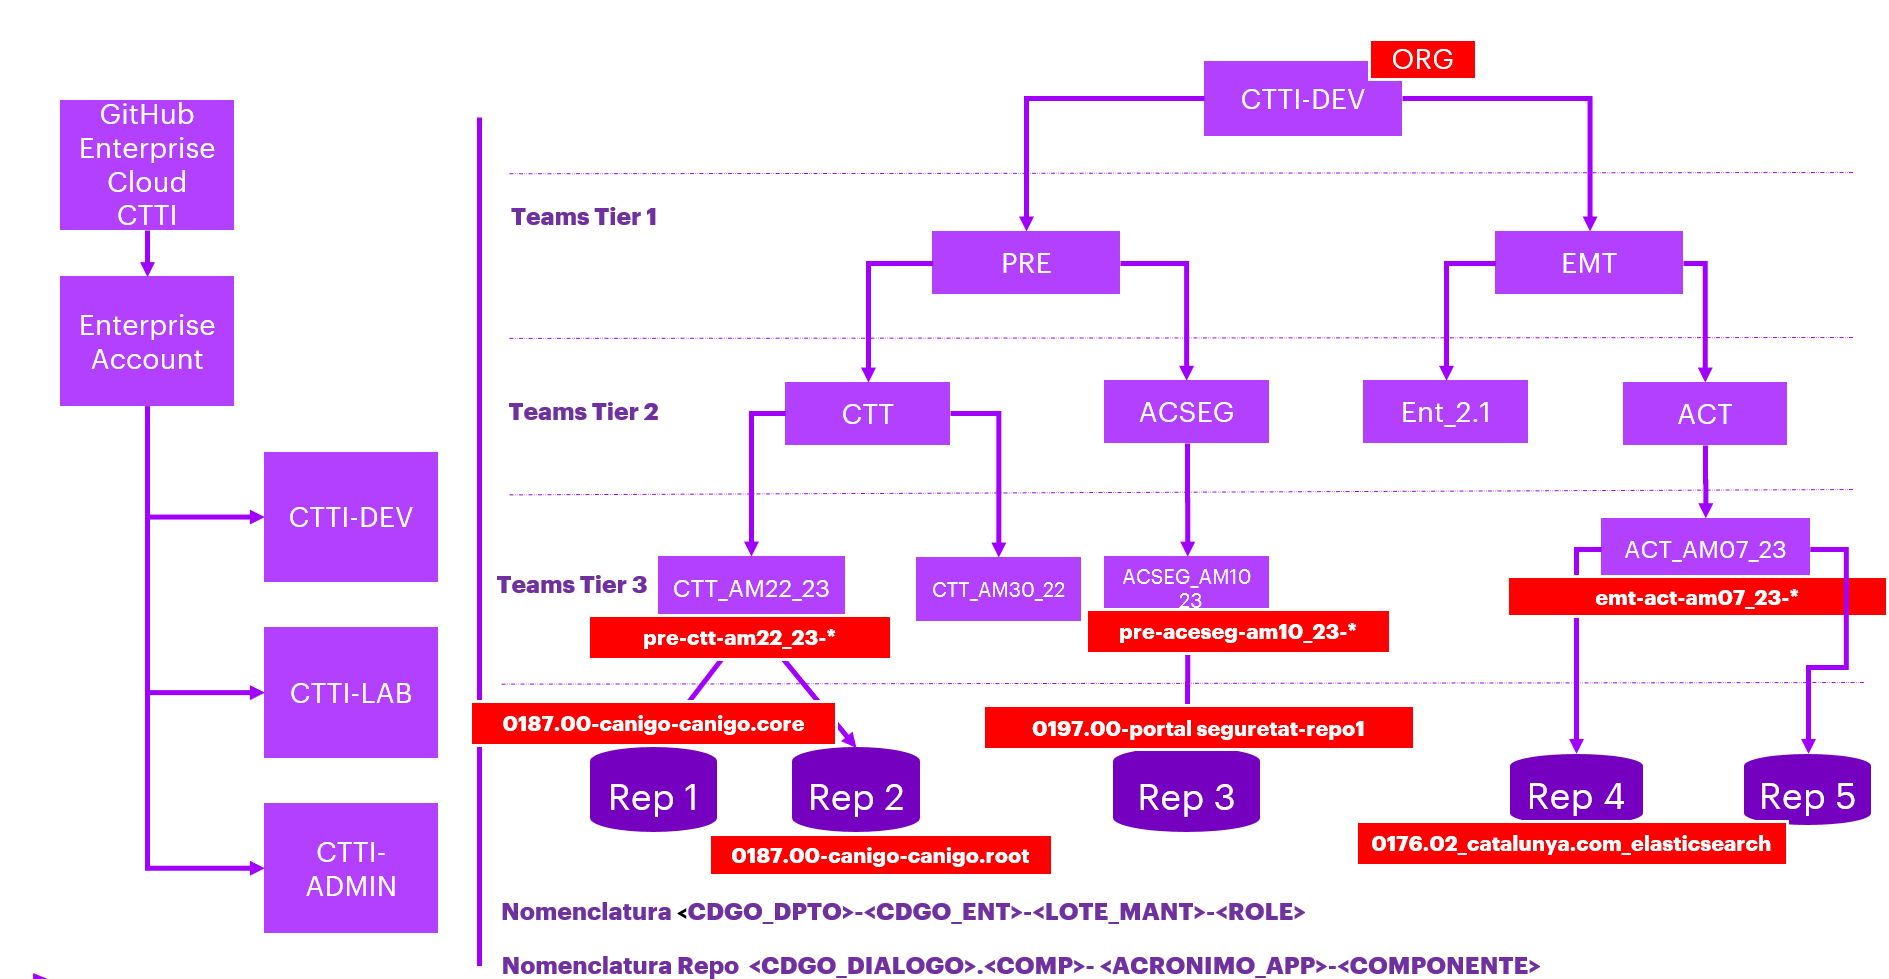 GitHub
Enterprise
Cloud
CTTI
Enterprise
Account
CTTI-DEV
CTTI-LAB
CTTI-
ADMIN
ORG
CTTI-DEV
Teams Tier 1
PRE
EMT
Teams Tier 2
CTT
ACSEG
Ent_2.1
ACT
Teams Tier 3
CTT_AM22_23
CTT_AM30_22
ACSEG_AM10
23
ACT_AM07_23
pre-ctt-am22_23-*
pre-aceseg-am10_23-*
emt-act-am07_23-*
0187.00-canigo-canigo.core
0197.00-portal seguretat-repo1
Rep 1
Rep 2
Rep 3
Rep 4
Rep 5
0187.00-canigo-canigo.root
0176.02_catalunya.com_elasticsearch
Nomenclatura <CDGO_DPTO>-<CDGO_ENT>-<LOTE_MANT>-<ROLE>
Nomenclatura Repo <CDGO_DIALOGO>.<COMP>- <ACRONIMO_APP>-<COMPONENTE>